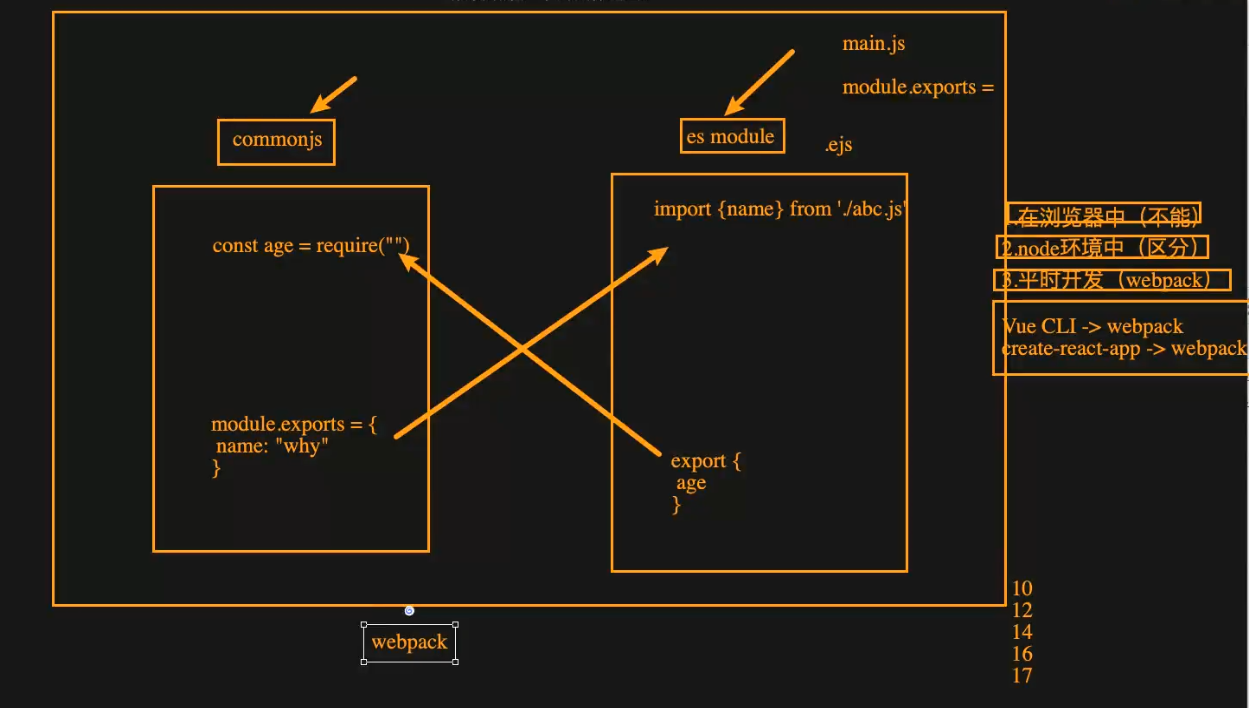 main.js
module.exports =
commonjs
es module
.ejs
const age = require("")
module.exports = {
name: "why"
}
import {name} from './abc.js'
export {
age
}
1.在浏览器中（不能）
2.node环境中（区分）
3.平时开发（webpack）
Vue CLI -> webpack
create-react-app -> webpack
10
12
14
16
17
webpack